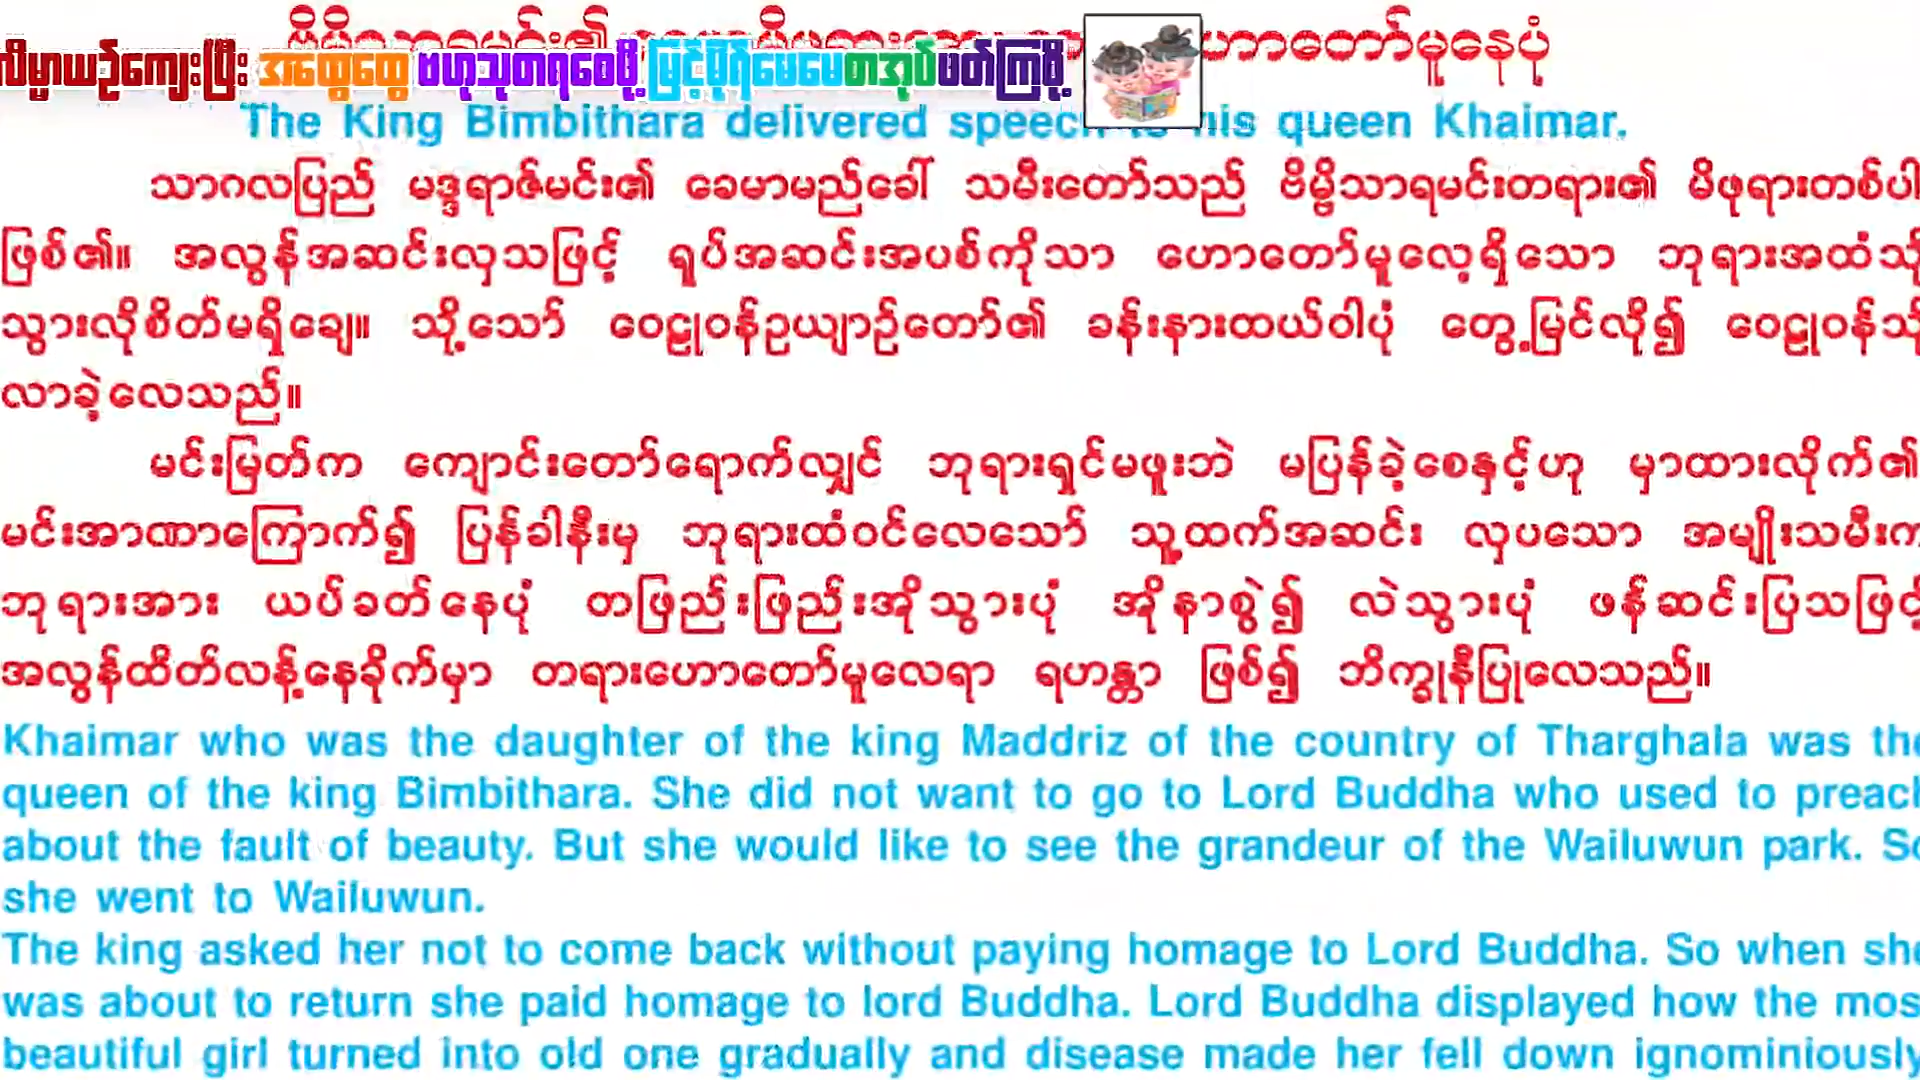 ဟောတော်မူနေပုံ
လိမ္မာယဉ်ကျေးပြီး အထွေထွေ ဗဟုသုတရစေဖို့ မြင့်မိုရ်မေမေ စာအုပ်ဖတ်ကြစို့
The King Bimbithara delivered speech to his queen Khaimar.
သာဂလပြည် မဒ္ဒရာဇ်မင်း၏ ခေမာမည်ခေါ် သမီးတော်သည် ဗိမ္ဗိသာရမင်းတရား၏ မိဖုရားတစ်ပါ
ဖြစ်၏။ အလွန်အဆင်းလှသဖြင့် ရုပ်အဆင်းအပစ်ကိုသာ ဟောတော်မူလေ့ရှိသော ဘုရားအထံသို့
သွားလိုစိတ်မရှိချေ။ သို့သော် ဝေဠုဝန်ဥယျာဉ်တော်၏ ခန်းနားထယ်ဝါပုံ တွေ့မြင်လို၍ ဝေဠုဝန်သို့
လာခဲ့လေသည်။
မင်းမြတ်က ကျောင်းတော်ရောက်လျှင် ဘုရားရှင်မဖူးဘဲ မပြန်ခဲ့စေနှင့်ဟု မှာထားလိုက်၏
မင်းအာဏာကြောက်၍ ပြန်ခါနီးမှ ဘုရားထံဝင်လေသော် သူ့ထက်အဆင်း လှပသော အမျိုးသမီးက
ဘုရားအား ယပ်ခတ်နေပုံ တဖြည်းဖြည်းအိုသွားပုံ အိုနာစွဲ၍ လဲသွားပုံ ဖန်ဆင်းပြသဖြင့်
အလွန်ထိတ်လန့်နေခိုက်မှာ တရားဟောတော်မူလေရာ ရဟန္တာ ဖြစ်၍ ဘိက္ခုနီပြုလေသည်။
Khaimar who was the daughter of the king Maddriz of the country of Tharghala was the
queen of the king Bimbithara. She did not want to go to Lord Buddha who used to preach
about the fault of beauty. But she would like to see the grandeur of the Wailuwun park. So
she went to Wailuwun.
The king asked her not to come back without paying homage to Lord Buddha. So when she
was about to return she paid homage to lord Buddha. Lord Buddha displayed how the mos
beautiful girl turned into old one gradually and disease made her fell down ignominiously